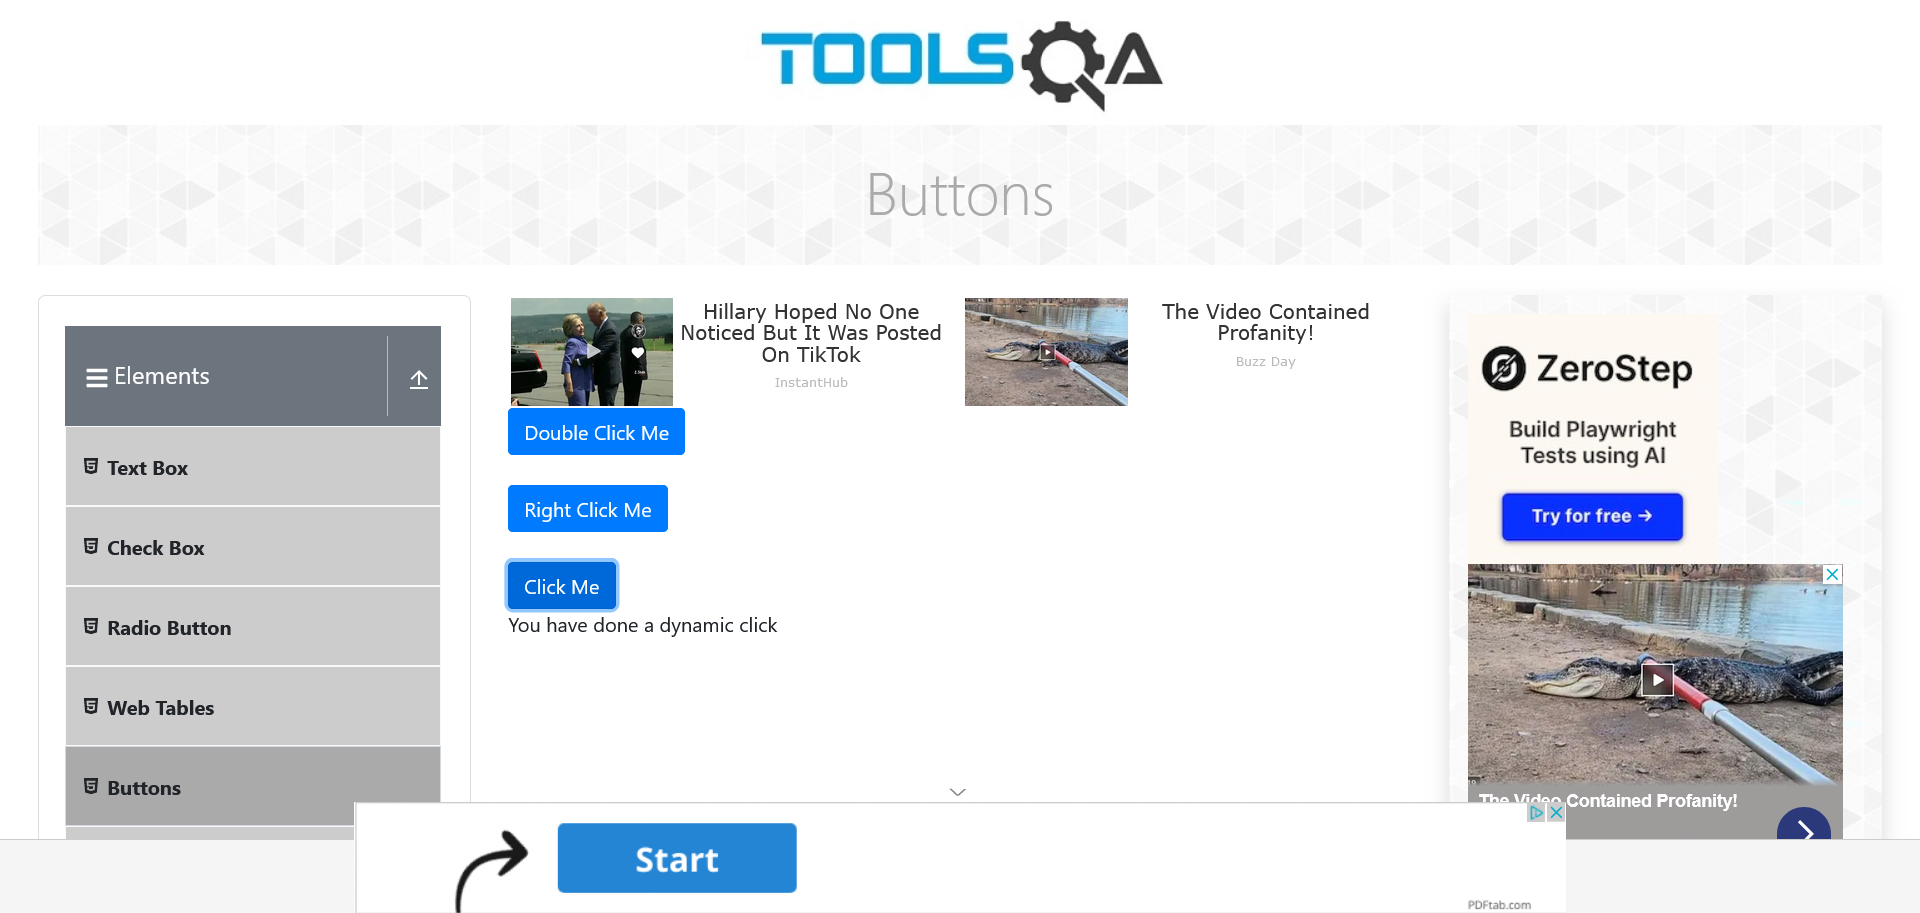 TOOLSQA
Buttons
Elements
Text Box
Check Box
Radio Button
Web Tables
Buttons
Hillary Hoped No One
Noticed But It Was Posted
On TikTok
InstantHub
The Video Contained
Profanity!
Buzz Day
Double Click Me
Right Click Me
Click Me
You have done a dynamic click
ZeroStep
Build Playwright
Tests using AI
Try for free →
The Video Contained Profanity!
Start
PDFtab.com